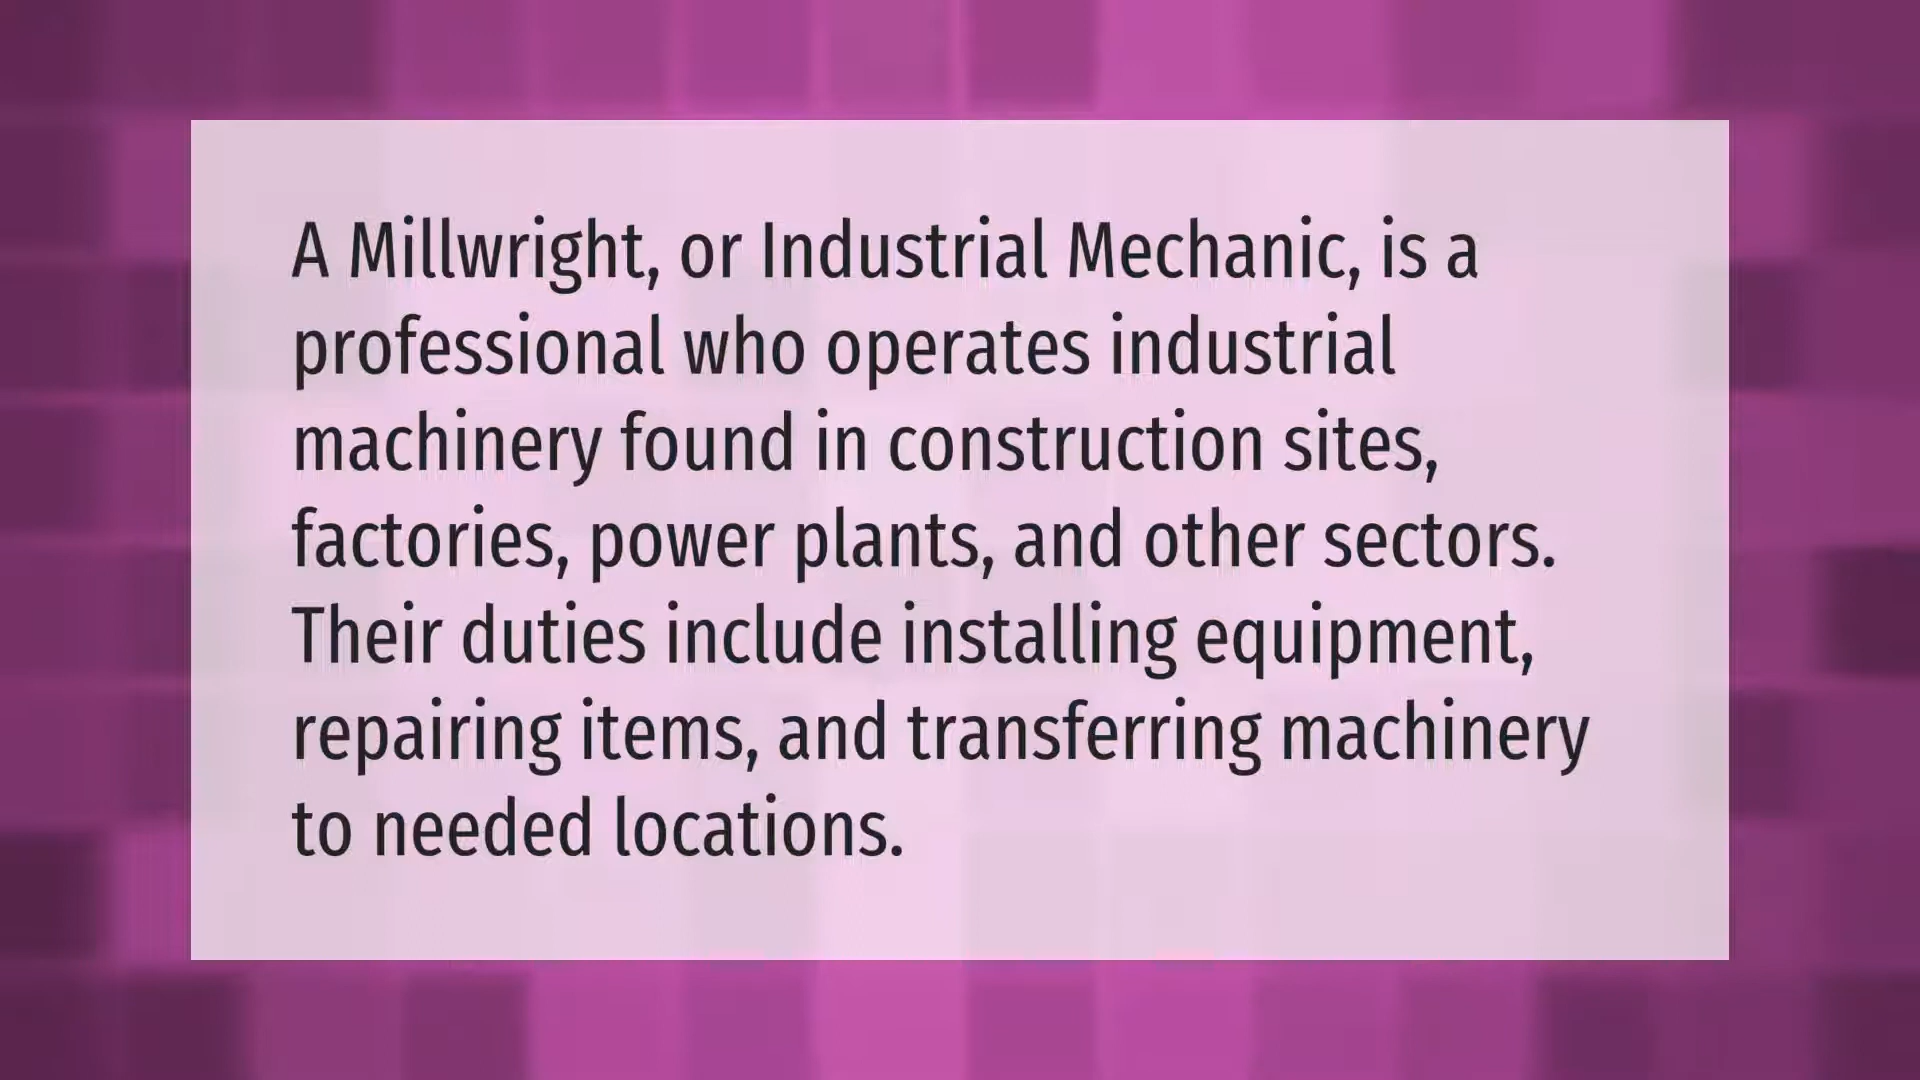 A Millwright, or Industrial Mechanic, is a
professional who operates industrial
machinery found in construction sites,
factories, power plants, and other sectors.
Their duties include installing equipment,
repairing items, and transferring machinery
to needed locations.